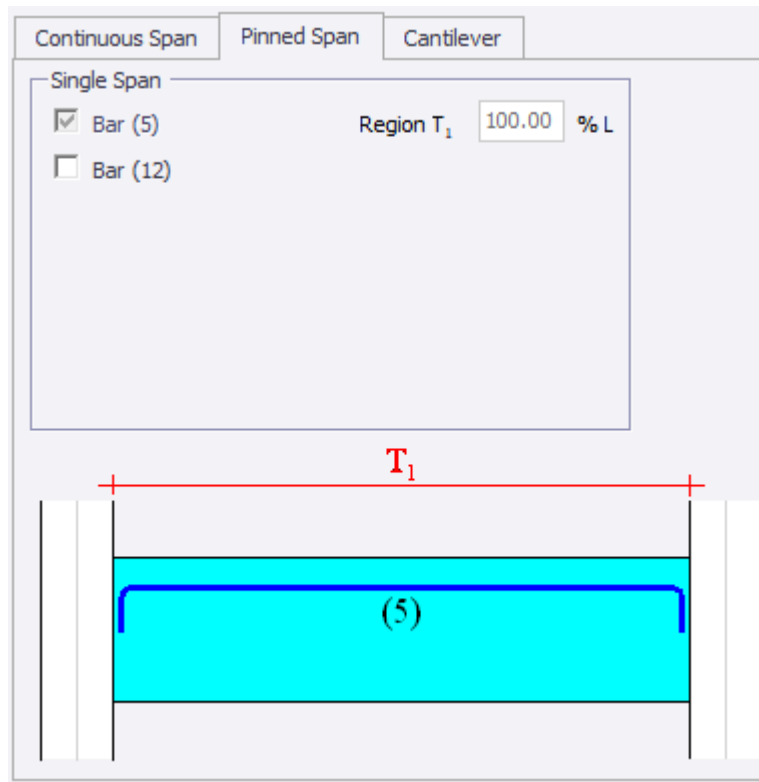 Continuous Span Pinned Span Cantilever
Single Span
Bar (5) Region T₁ 100.00 % L
Bar (12)
T₁
(5)